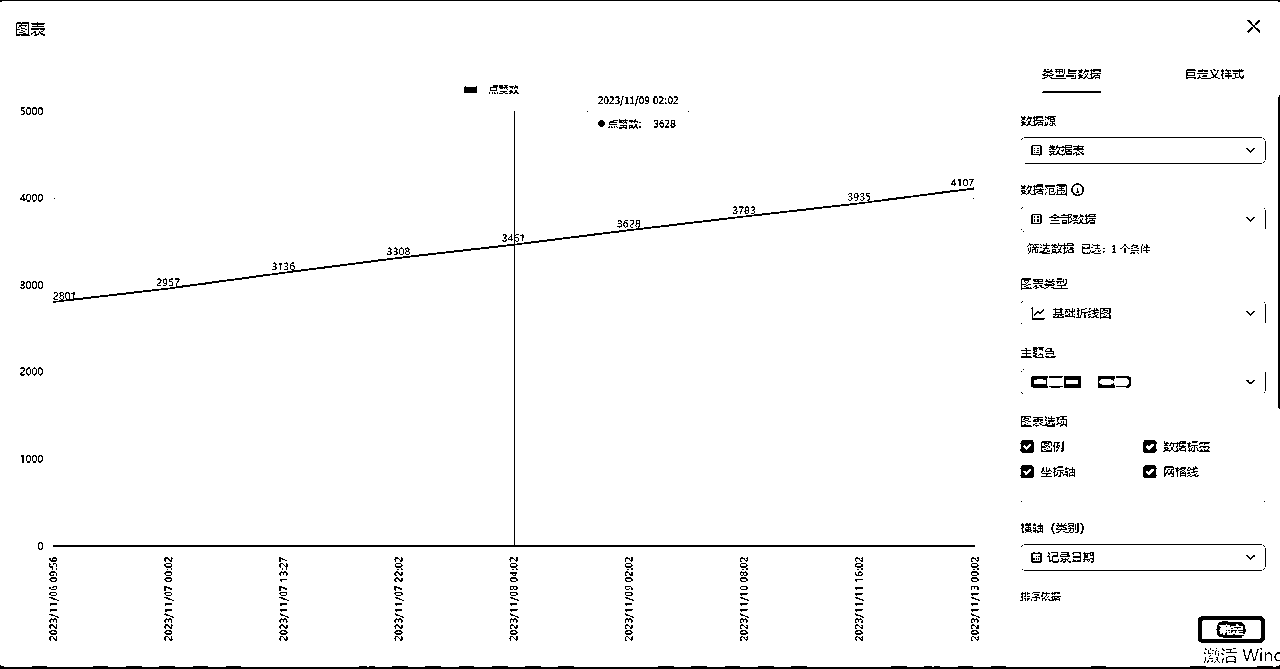 图表
类型与数据
自定义样式
点赞数
2023/11/09 02:02
点赞数: 3628
5000
4000
3000
2000
1000
0
2801
2957
3136
3308
3461
3628
3783
3935
4107
2023/11/06 09:56
2023/11/07 00:02
2023/11/07 13:27
2023/11/07 22:02
2023/11/08 04:02
2023/11/09 02:02
2023/11/10 08:02
2023/11/11 16:02
2023/11/13 00:02
数据源
数据表
数据范围
全部数据
筛选数据 已选: 1 个条件
图表类型
基础折线图
主题色
图表选项
图例
数据标签
坐标轴
网格线
横轴（类别）
记录日期
排序依据
确定
激活 Wind